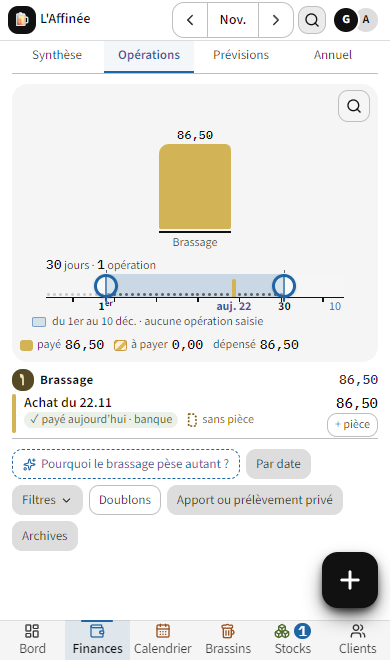 L'Affinée
Nov.
G
A
Synthèse
Opérations
Prévisions
Annuel
86,50
Brassage
30 jours · 1 opération
1er
auj. 22
30
10
du 1er au 10 déc. · aucune opération saisie
payé 86,50
à payer 0,00
dépensé 86,50
Brassage
86,50
Achat du 22.11
86,50
✓ payé aujourd'hui · banque
sans pièce
+ pièce
Pourquoi le brassage pèse autant ?
Par date
Filtres
Doublons
Apport ou prélèvement privé
Archives
+
Bord
Finances
Calendrier
Brassins
1
Stocks
Clients